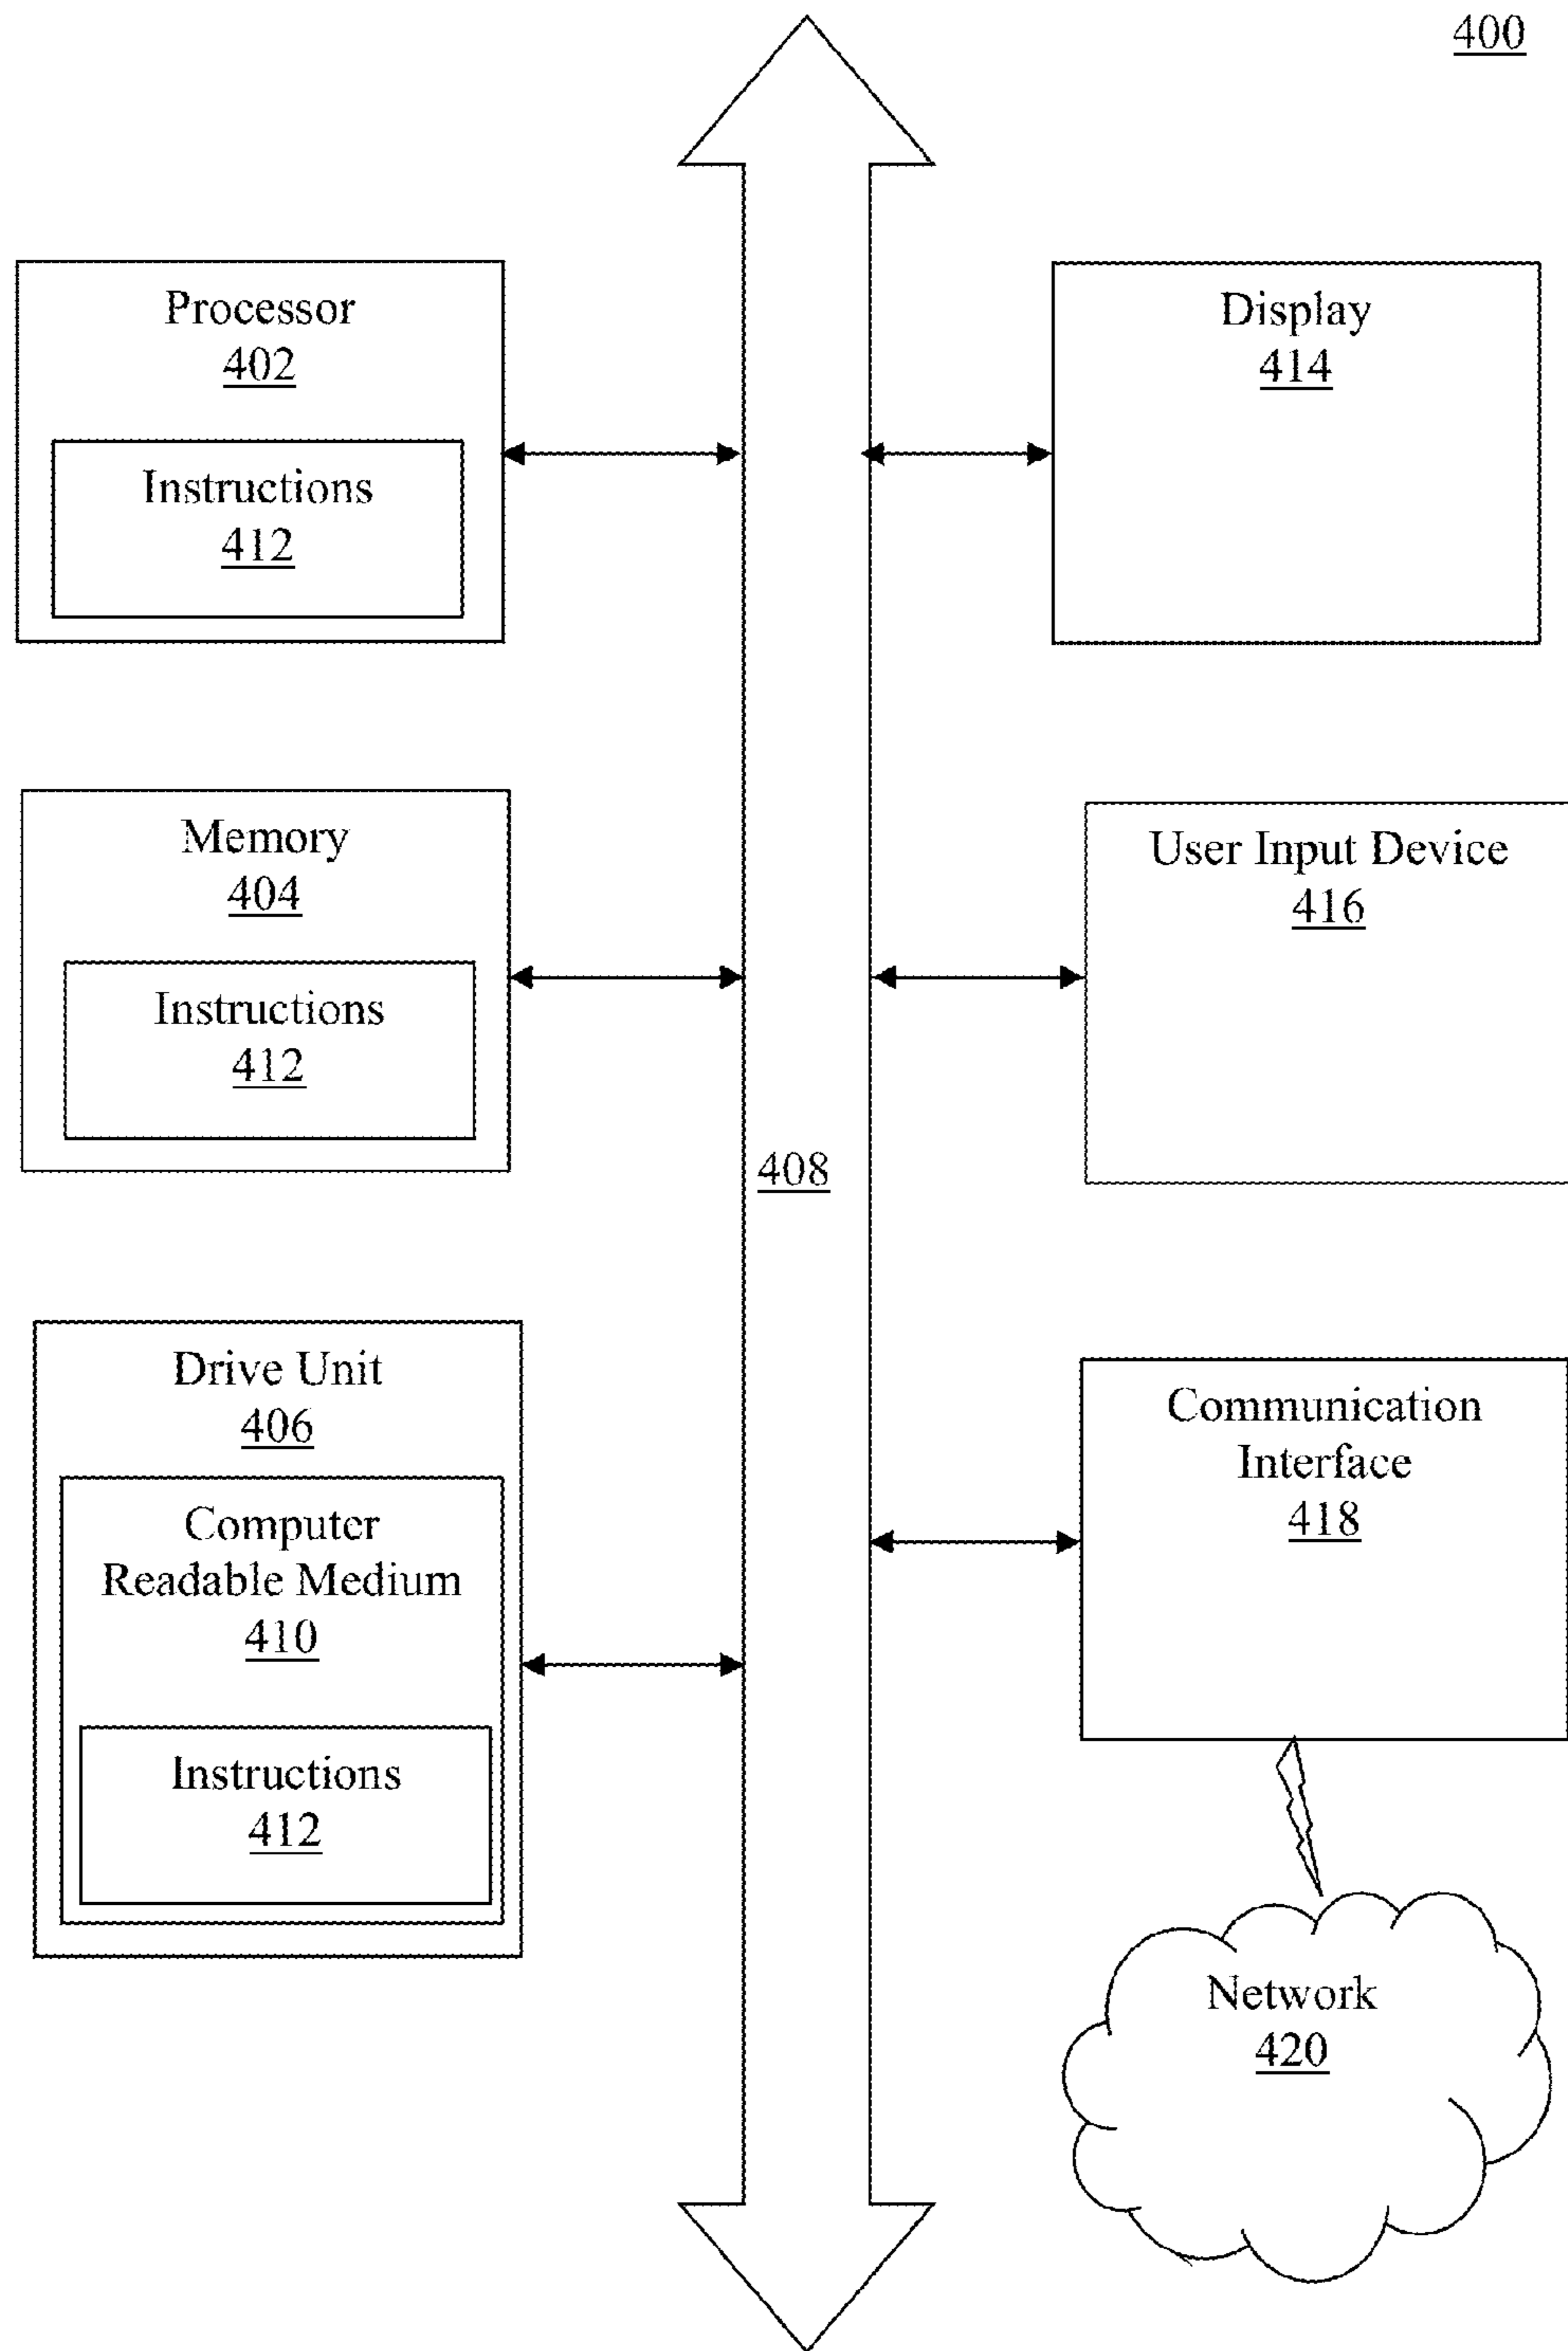 400
Processor
402
Instructions
412
Display
414
Memory
404
Instructions
412
User Input Device
416
408
Drive Unit
406
Computer
Readable Medium
410
Instructions
412
Communication
Interface
418
Network
420